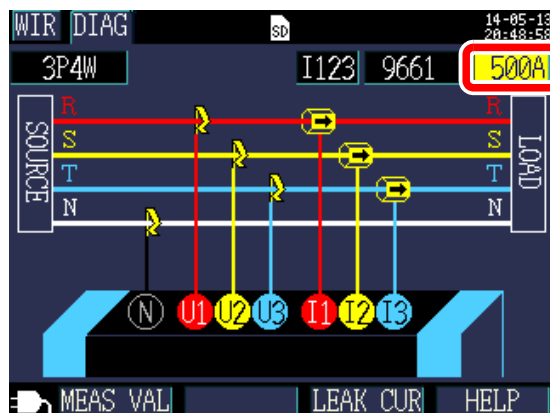 WIR DIAG SD 14-05-13
20:48:58
3P4W I123 9661 500A
R R
SOURCE S S LOAD
T T
N N
N U1 U2 U3 I1 I2 I3
MEAS VAL LEAK CUR HELP